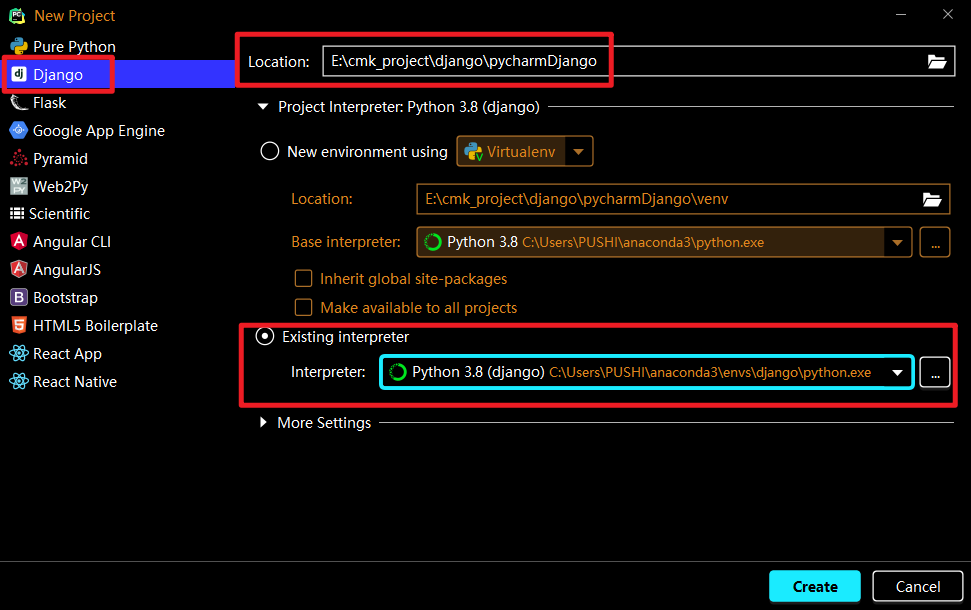 New Project
Pure Python
Django
Flask
Google App Engine
Pyramid
Web2Py
Scientific
Angular CLI
AngularJS
Bootstrap
HTML5 Boilerplate
React App
React Native
Location: E:\cmk_project\django\pycharmDjango
Project Interpreter: Python 3.8 (django)
New environment using Virtualenv
Location: E:\cmk_project\django\pycharmDjango\venv
Base interpreter: Python 3.8 C:\Users\PUSHI\anaconda3\python.exe ...
Inherit global site-packages
Make available to all projects
Existing interpreter
Interpreter: Python 3.8 (django) C:\Users\PUSHI\anaconda3\envs\django\python.exe ...
More Settings
Create Cancel